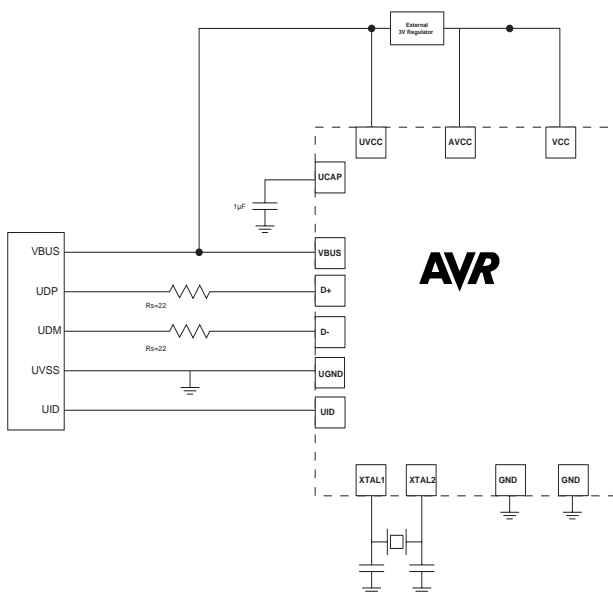 External
3V Regulator
UVCC
AVCC
VCC
UCAP
1µF
VBUS
VBUS
AVR
UDP
Rs=22
D+
UDM
Rs=22
D-
UVSS
UGND
UID
UID
XTAL1
XTAL2
GND
GND